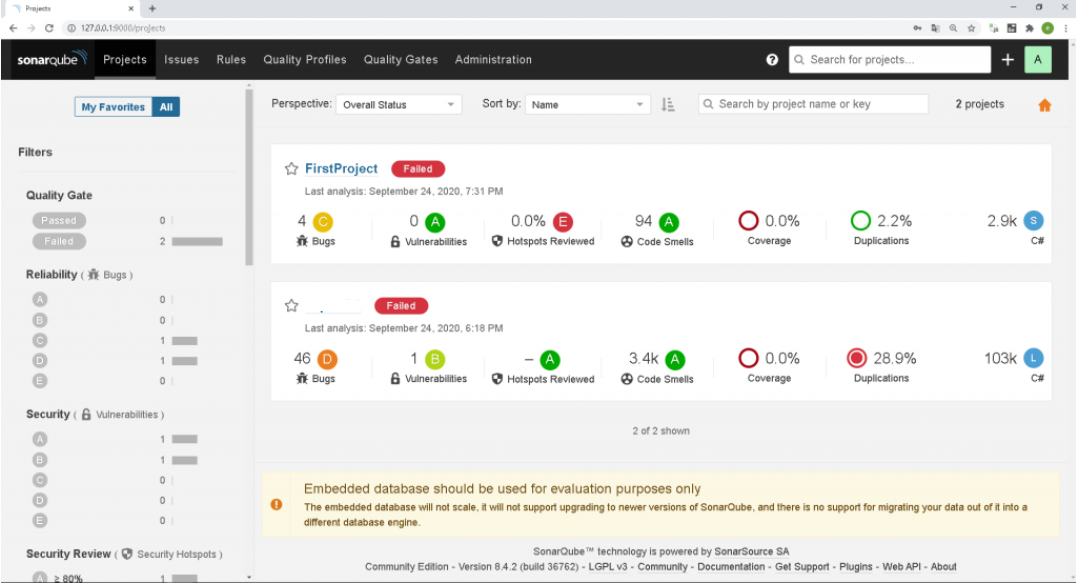 Projects
127.0.0.1:9000/projects
sonarqube Projects Issues Rules Quality Profiles Quality Gates Administration ? Search for projects... A
My Favorites All
Perspective: Overall Status Sort by: Name Search by project name or key 2 projects
Filters
Quality Gate
Passed 0
Failed 2
Reliability ( Bugs )
A 0
B 0
C 1
D 1
E 0
Security ( Vulnerabilities )
A 1
B 1
C 0
D 0
E 0
Security Review ( Security Hotspots )
A ≥ 80% 1
FirstProject Failed
Last analysis: September 24, 2020, 7:31 PM
4 C 0 A 0.0% E 94 A 0.0% 2.2% 2.9k S
Bugs Vulnerabilities Hotspots Reviewed Code Smells Coverage Duplications C#
Failed
Last analysis: September 24, 2020, 6:18 PM
46 D 1 B – A 3.4k A 0.0% 28.9% 103k L
Bugs Vulnerabilities Hotspots Reviewed Code Smells Coverage Duplications C#
2 of 2 shown
Embedded database should be used for evaluation purposes only
The embedded database will not scale, it will not support upgrading to newer versions of SonarQube, and there is no support for migrating your data out of it into a
different database engine.
SonarQube™ technology is powered by SonarSource SA
Community Edition - Version 8.4.2 (build 36762) - LGPL v3 - Community - Documentation - Get Support - Plugins - Web API - About